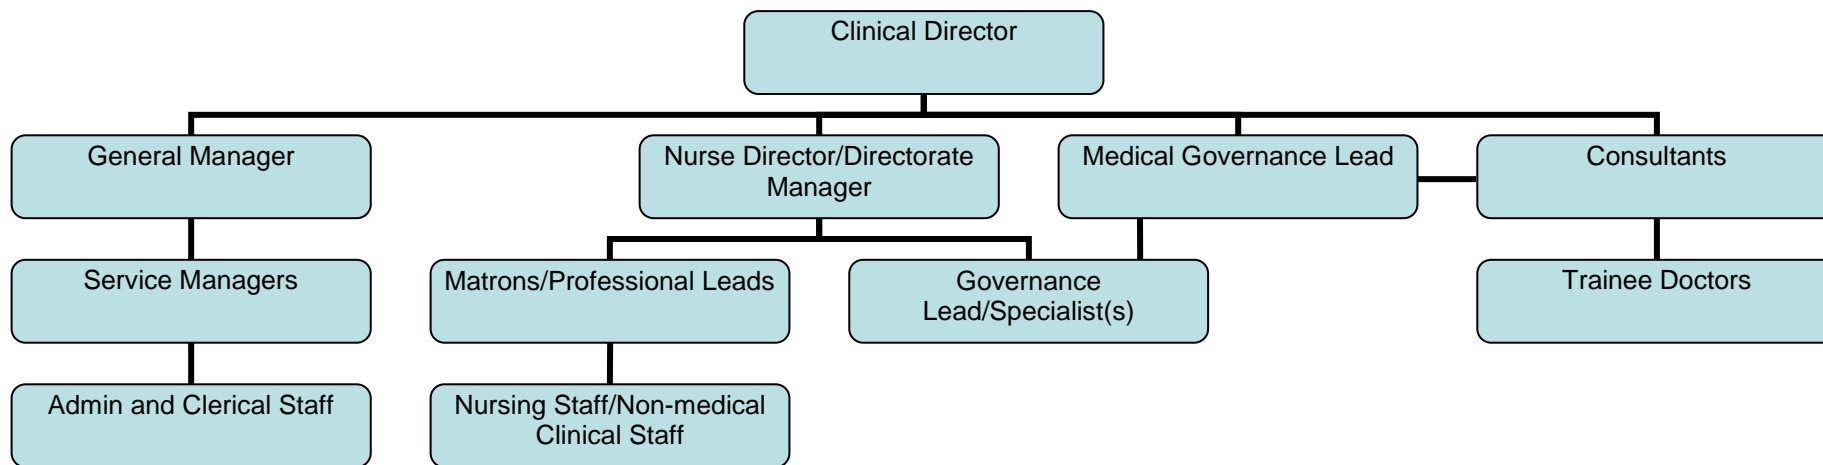 Clinical Director
General Manager
Nurse Director/Directorate
Manager
Medical Governance Lead
Consultants
Service Managers
Matrons/Professional Leads
Governance
Lead/Specialist(s)
Trainee Doctors
Admin and Clerical Staff
Nursing Staff/Non-medical
Clinical Staff